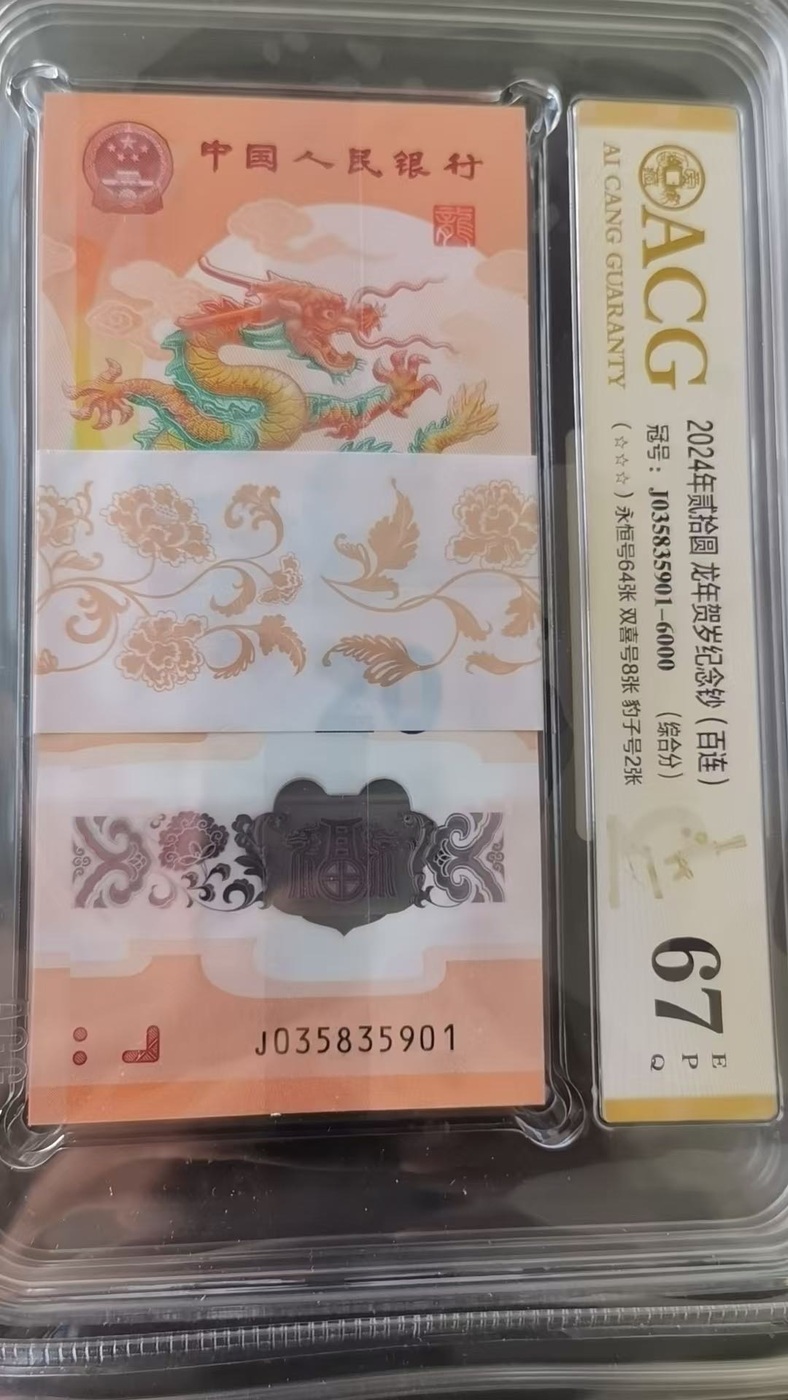 中国人民银行
龍
20
J035835901
ACG
AI CANG GUARANTY
2024年贰拾圆 龙年贺岁纪念钞（百连）
冠号：J035835901-6000 （综合分）
（☆☆☆）永恒号64张 双喜号8张 豹子号2张
67
E
P
Q